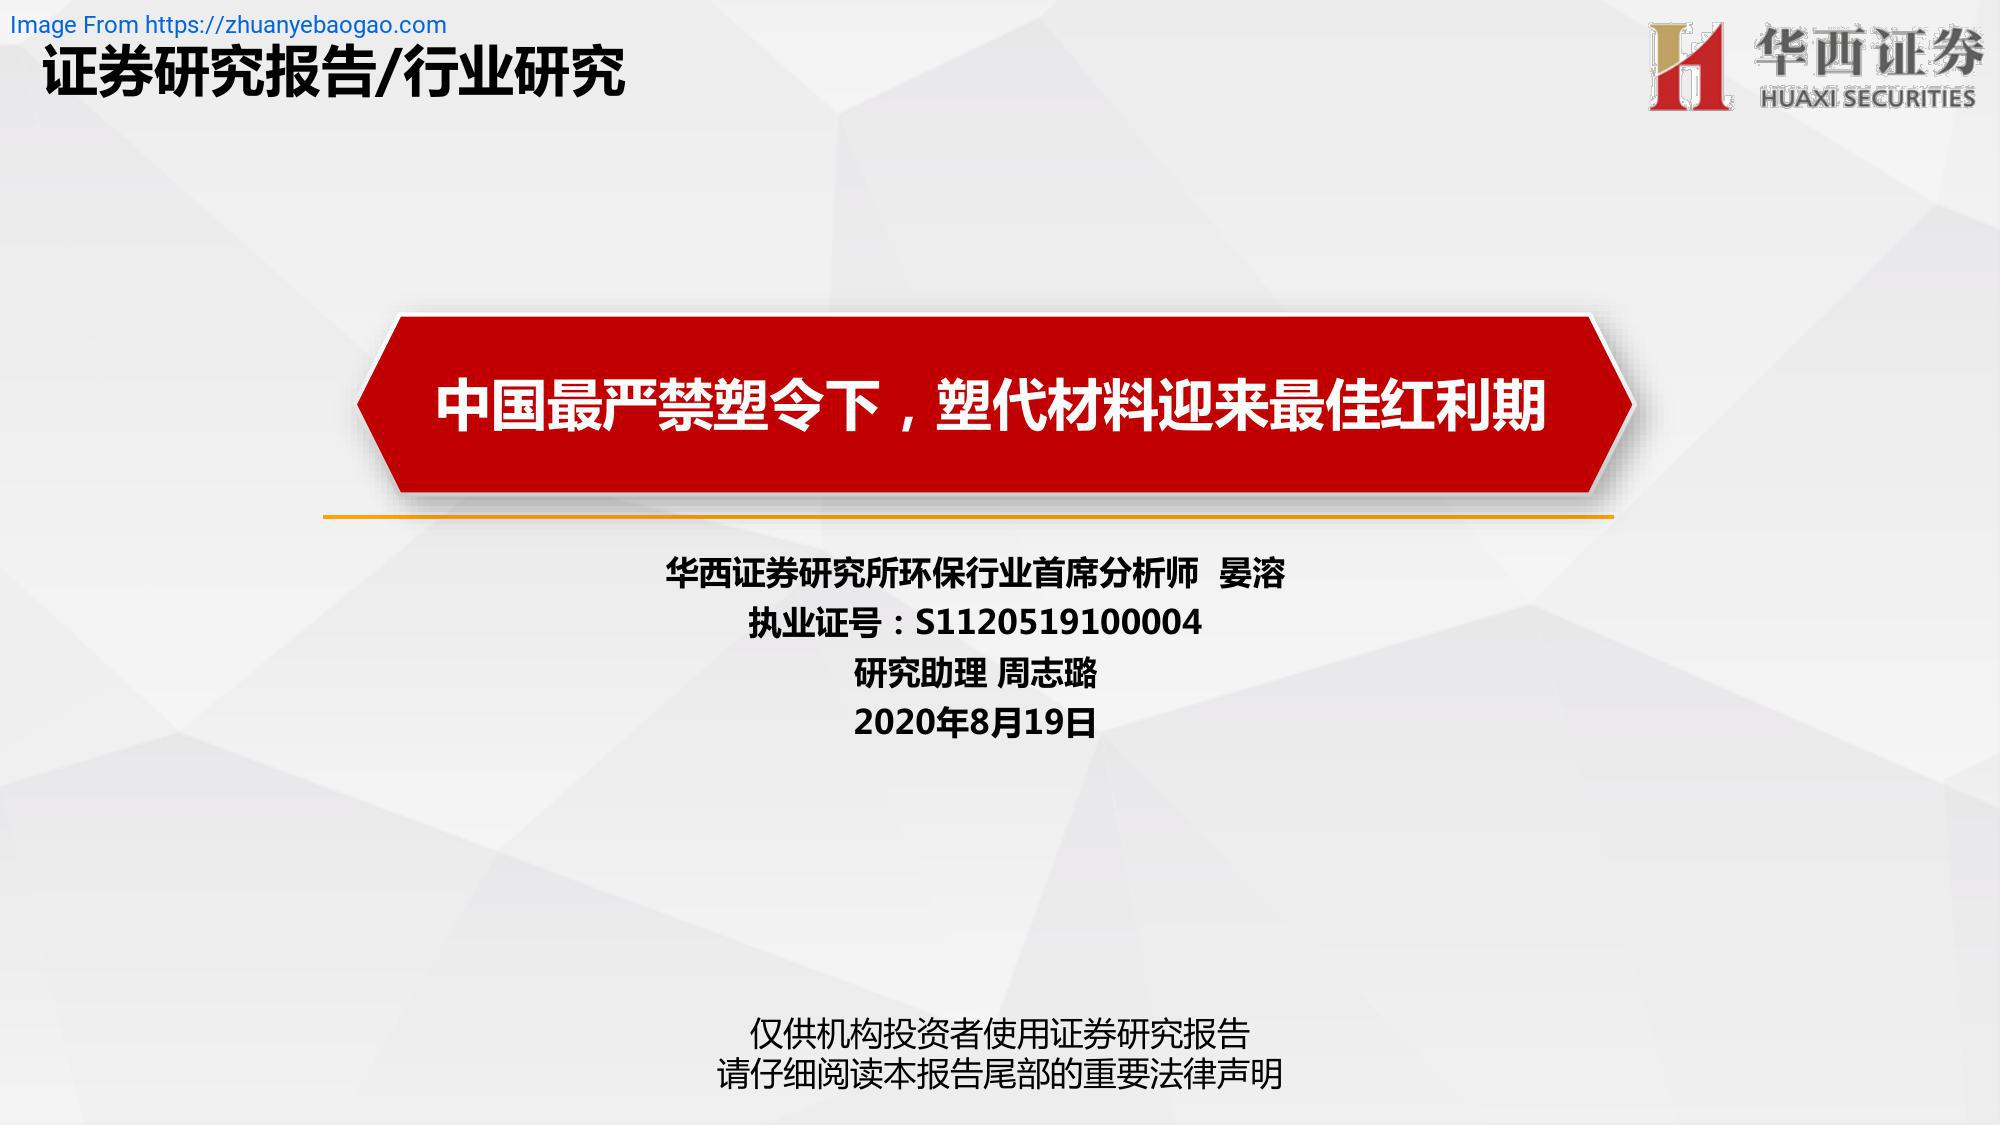 Image From https://zhuanyebaogao.com
证券研究报告/行业研究
华西证券
HUAXI SECURITIES
中国最严禁塑令下，塑代材料迎来最佳红利期
华西证券研究所环保行业首席分析师 晏溶
执业证号：S1120519100004
研究助理 周志璐
2020年8月19日
仅供机构投资者使用证券研究报告
请仔细阅读本报告尾部的重要法律声明